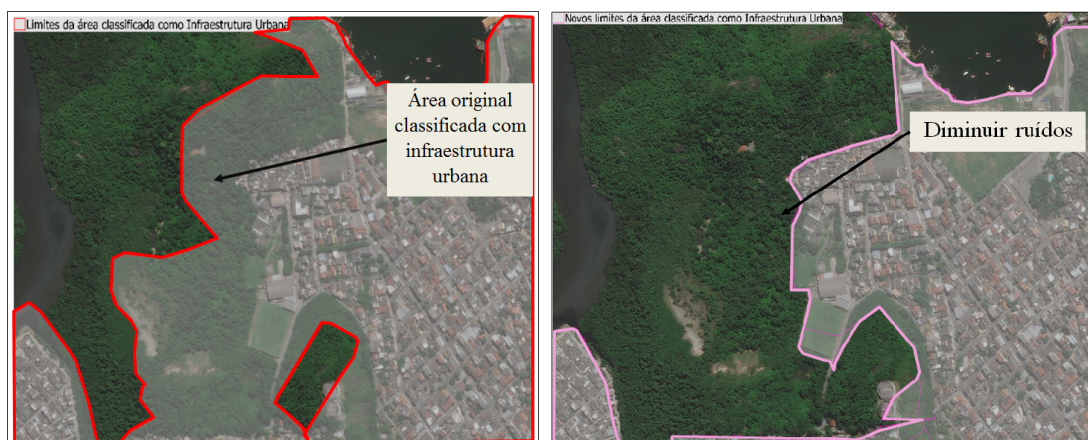 Limites da área classificada como Infraestrutura Urbana
Área original
classificada com
infraestrutura
urbana
Novos limites da área classificada como Infraestrutura Urbana
Diminuir ruídos